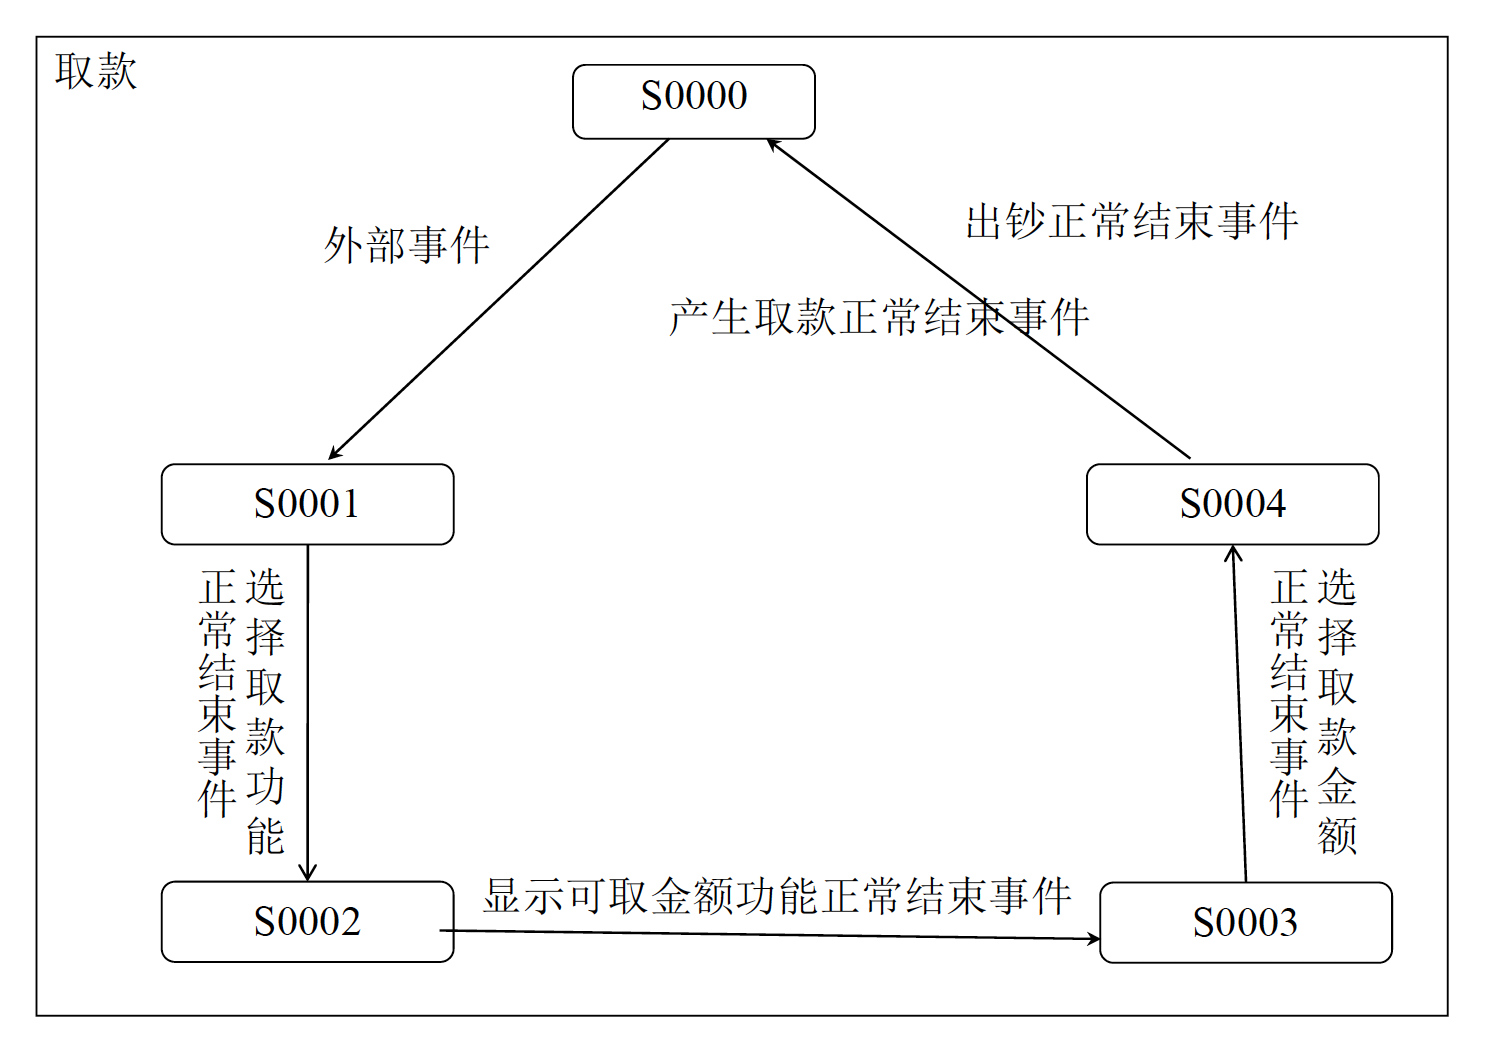 取款
S0000
外部事件
出钞正常结束事件
产生取款正常结束事件
S0001
S0004
选择取款功能
正常结束事件
选择取款金额
正常结束事件
显示可取金额功能正常结束事件
S0002
S0003